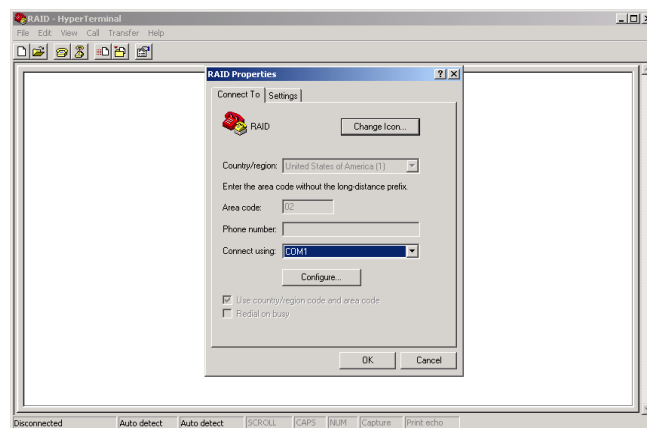 RAID - HyperTerminal
File Edit View Call Transfer Help
RAID Properties
Connect To Settings
RAID Change Icon...
Country/region: United States of America (1)
Enter the area code without the long-distance prefix.
Area code: 02
Phone number:
Connect using: COM1
Configure...
Use country/region code and area code
Redial on busy
OK Cancel
Disconnected Auto detect Auto detect SCROLL CAPS NUM Capture Print echo